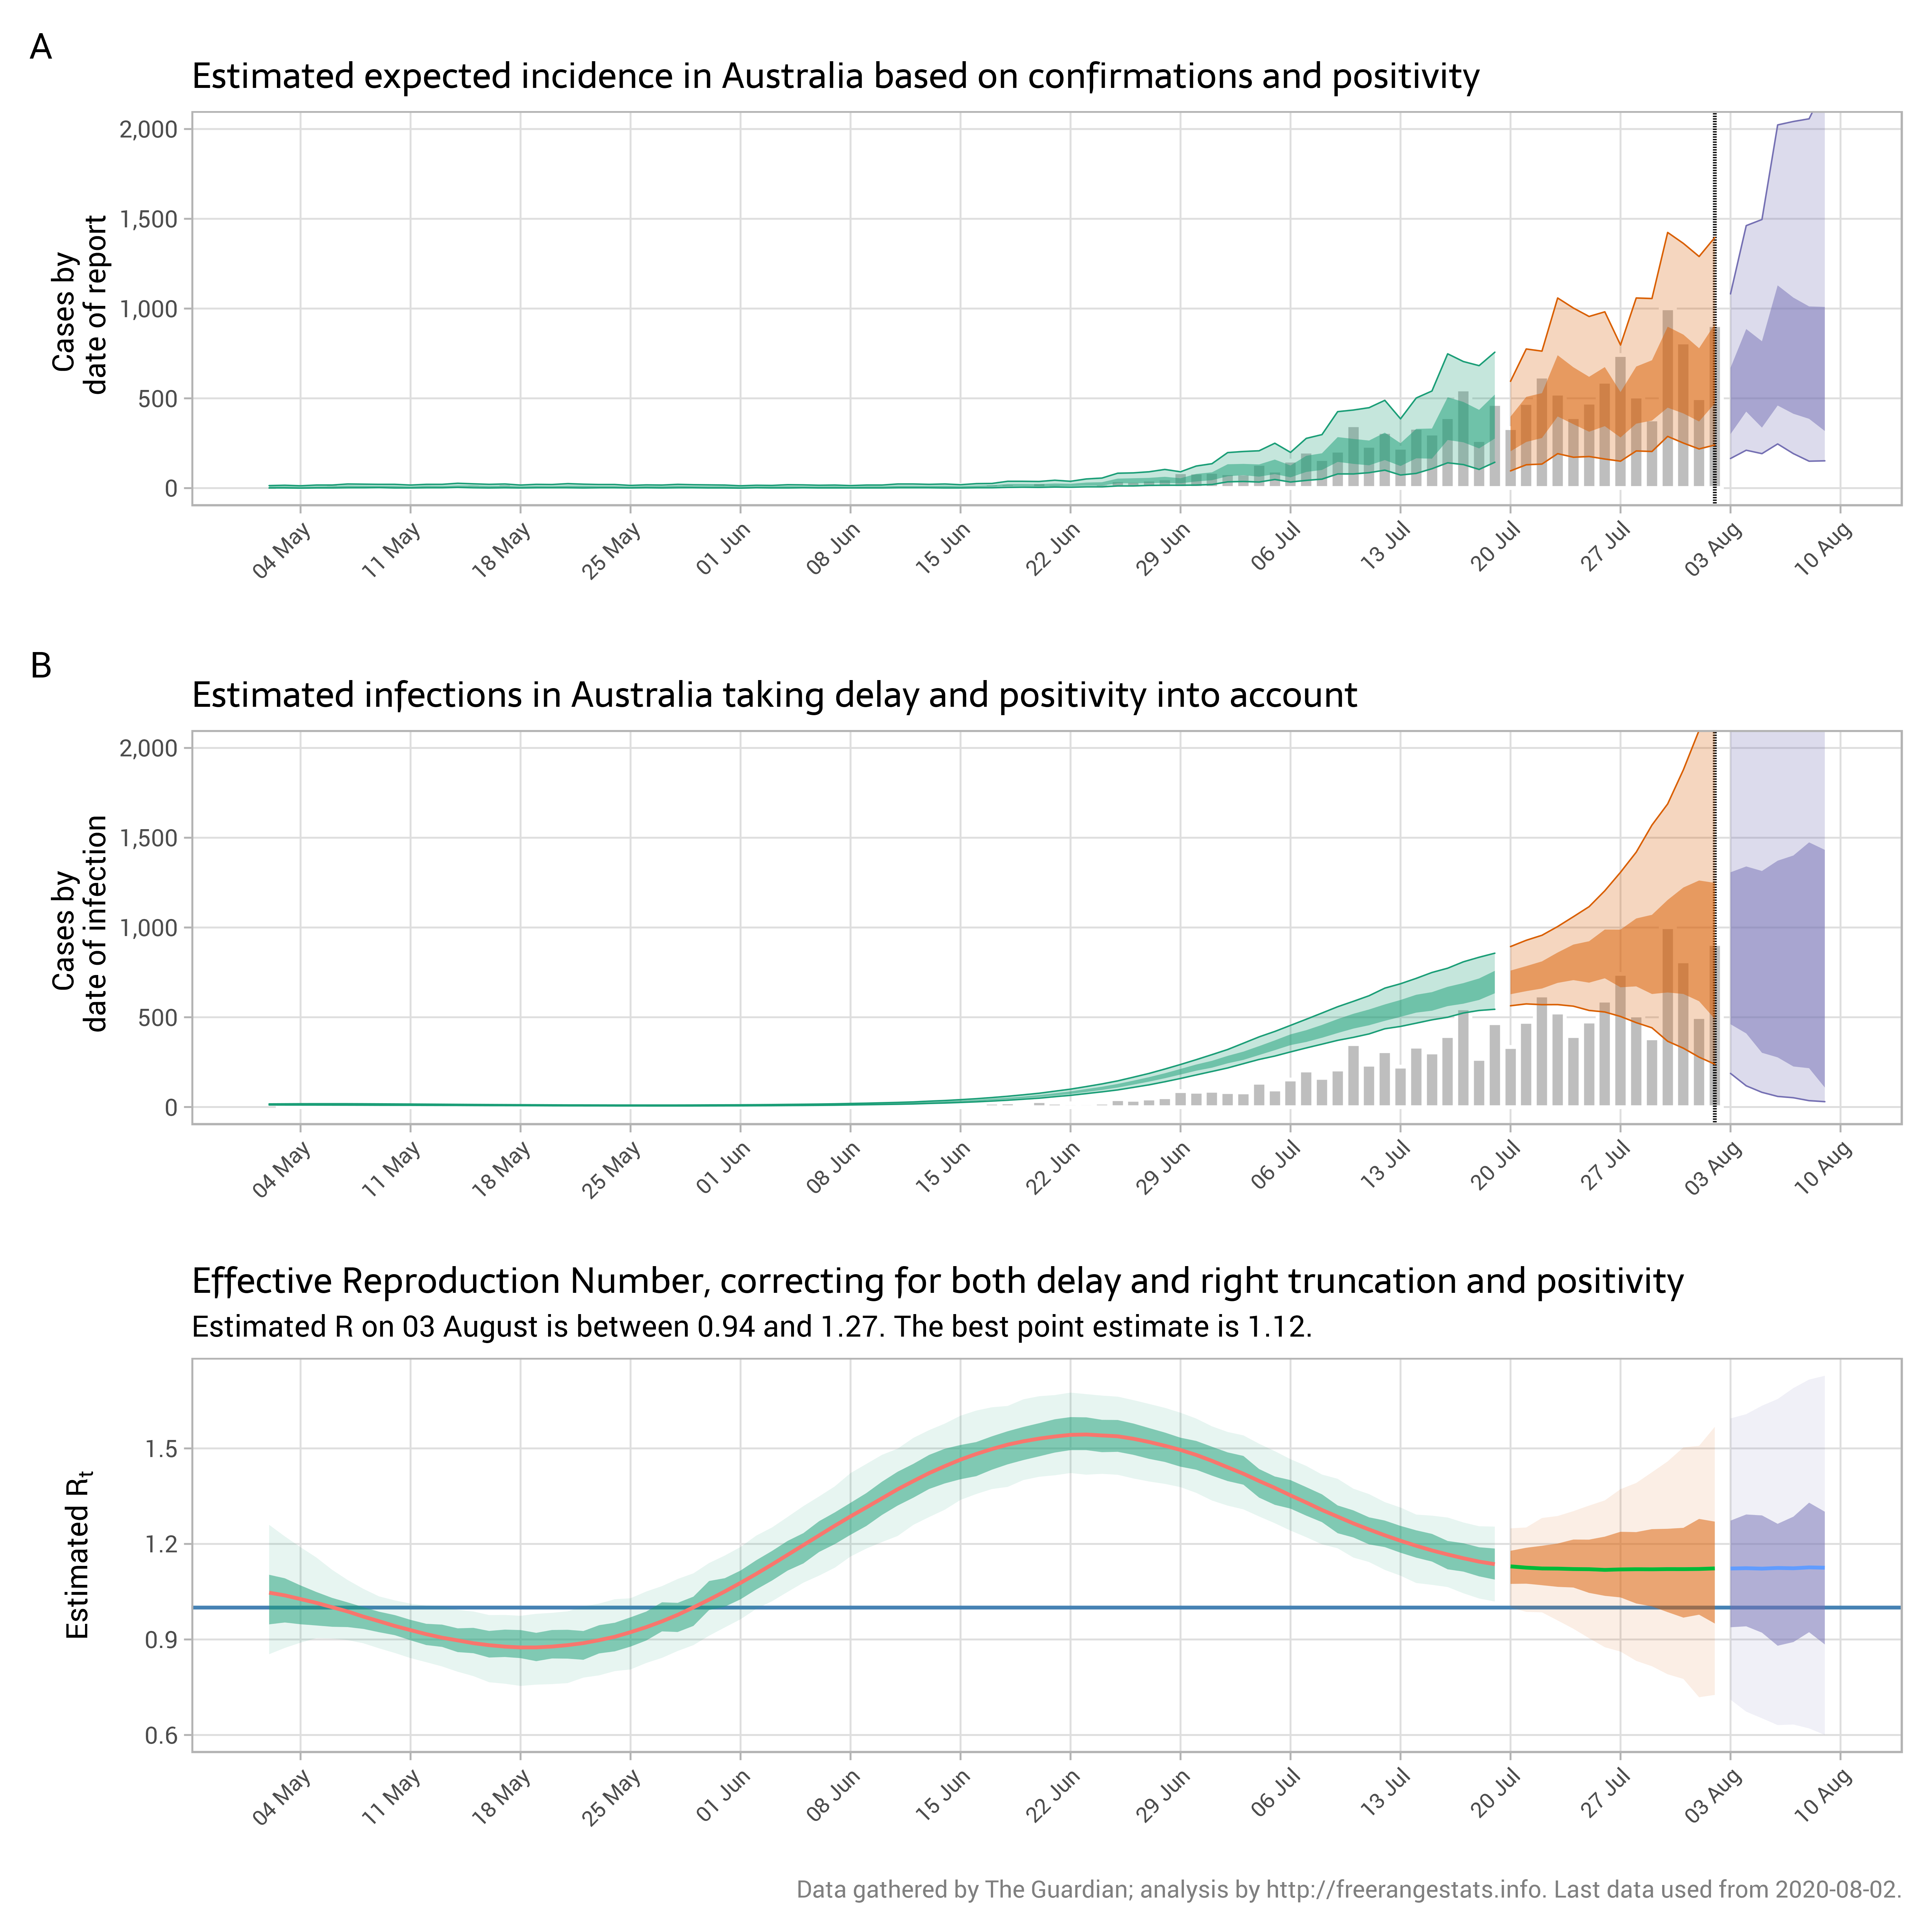 A
Estimated expected incidence in Australia based on confirmations and positivity
Cases by
date of report
2,000
1,500
1,000
500
0
04 May 11 May 18 May 25 May 01 Jun 08 Jun 15 Jun 22 Jun 29 Jun 06 Jul 13 Jul 20 Jul 27 Jul 03 Aug 10 Aug
B
Estimated infections in Australia taking delay and positivity into account
Cases by
date of infection
2,000
1,500
1,000
500
0
04 May 11 May 18 May 25 May 01 Jun 08 Jun 15 Jun 22 Jun 29 Jun 06 Jul 13 Jul 20 Jul 27 Jul 03 Aug 10 Aug
Effective Reproduction Number, correcting for both delay and right truncation and positivity
Estimated R on 03 August is between 0.94 and 1.27. The best point estimate is 1.12.
Estimated Rt
1.5
1.2
0.9
0.6
04 May 11 May 18 May 25 May 01 Jun 08 Jun 15 Jun 22 Jun 29 Jun 06 Jul 13 Jul 20 Jul 27 Jul 03 Aug 10 Aug
Data gathered by The Guardian; analysis by http://freerangestats.info. Last data used from 2020-08-02.